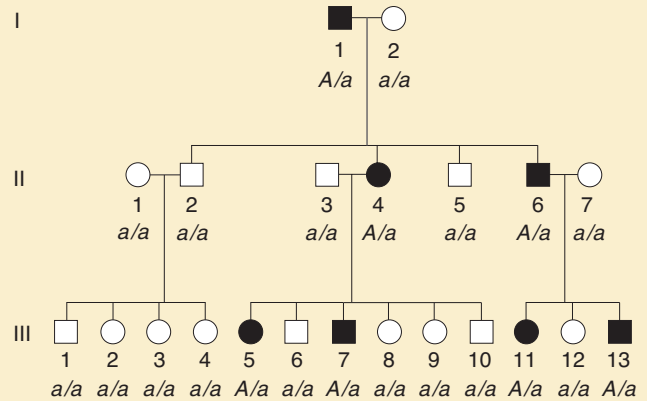 I
1 2
A/a a/a
II
1 2 3 4 5 6 7
a/a a/a a/a A/a a/a A/a a/a
III
1 2 3 4 5 6 7 8 9 10 11 12 13
a/a a/a a/a a/a A/a a/a A/a a/a a/a a/a A/a a/a A/a